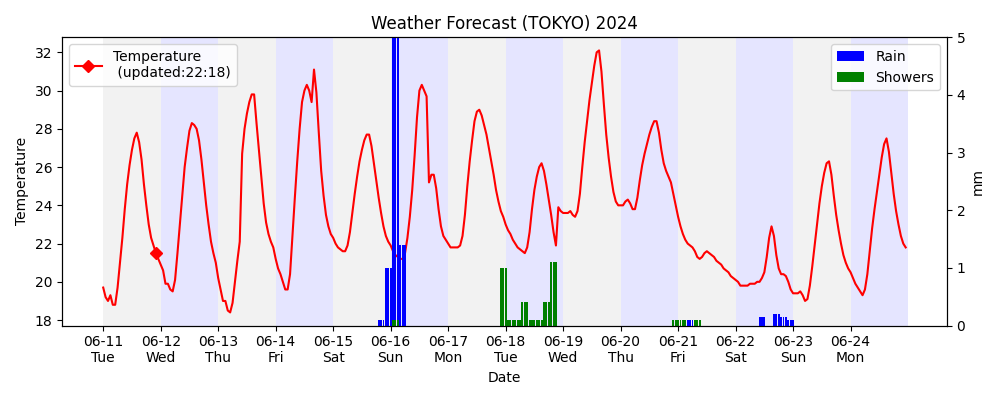 Weather Forecast (TOKYO) 2024
Temperature
(updated:22:18)
Rain
Showers
Temperature
32
30
28
26
24
22
20
18
5
4
3
2
1
0
mm
06-11 06-12 06-13 06-14 06-15 06-16 06-17 06-18 06-19 06-20 06-21 06-22 06-23 06-24
Tue Wed Thu Fri Sat Sun Mon Tue Wed Thu Fri Sat Sun Mon
Date